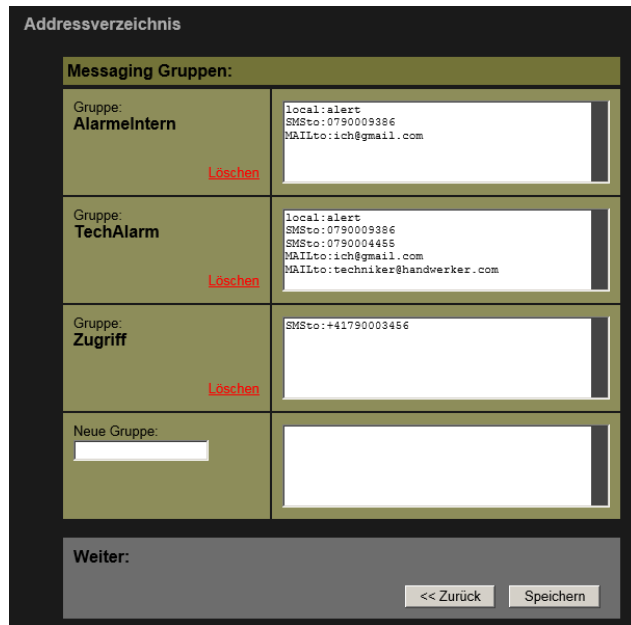 Addressverzeichnis
Messaging Gruppen:
Gruppe:
AlarmeIntern
Löschen
local:alert
SMSto:0790009386
MAILto:ich@gmail.com
Gruppe:
TechAlarm
Löschen
local:alert
SMSto:0790009386
SMSto:0790004455
MAILto:ich@gmail.com
MAILto:techniker@handwerker.com
Gruppe:
Zugriff
Löschen
SMSto:+41790003456
Neue Gruppe:
Weiter:
<< Zurück
Speichern